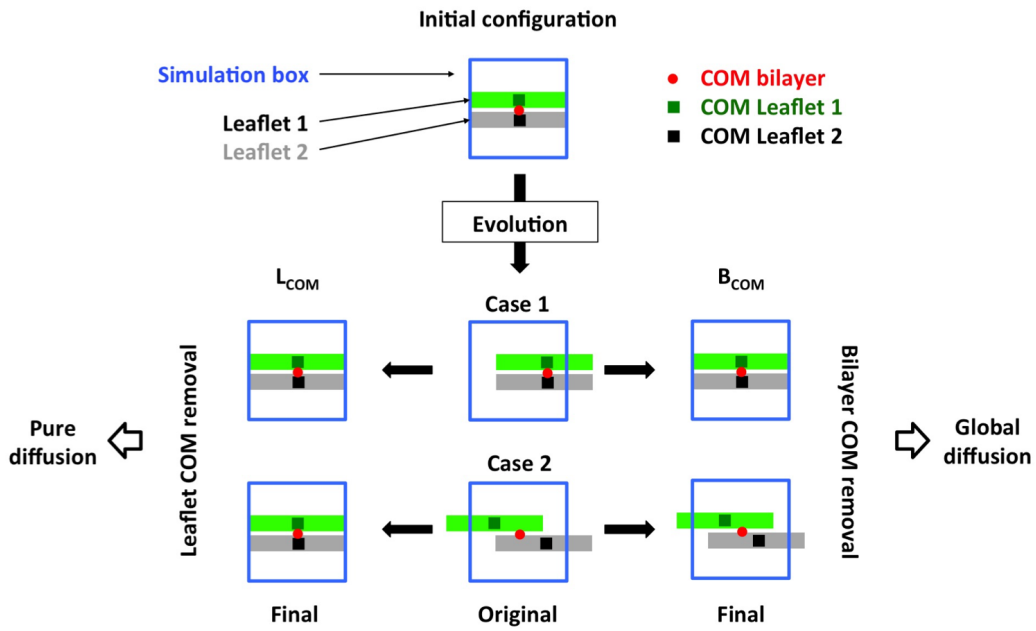 Initial configuration
Simulation box
Leaflet 1
Leaflet 2
COM bilayer
COM Leaflet 1
COM Leaflet 2
Evolution
LCOM
Case 1
BCOM
Leaflet COM removal
Pure
diffusion
Bilayer COM removal
Global
diffusion
Case 2
Final
Original
Final